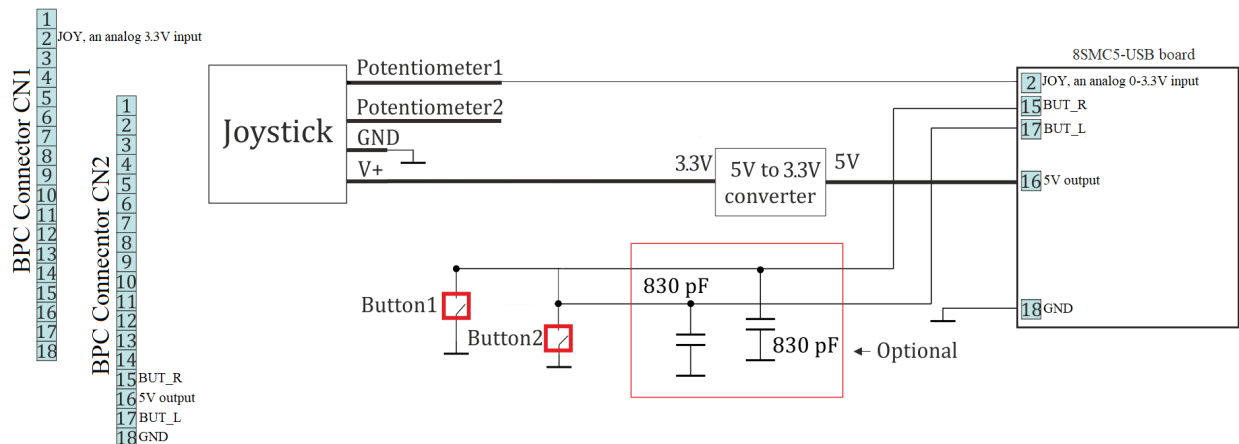 BPC Connector CN1
1
2 JOY, an analog 3.3V input
3
4
5
6
7
8
9
10
11
12
13
14
15
16
17
18
BPC Connentor CN2
1
2
3
4
5
6
7
8
9
10
11
12
13
14
15 BUT_R
16 5V output
17 BUT_L
18 GND
Joystick
Potentiometer1
Potentiometer2
GND
V+
3.3V
5V to 3.3V
converter
5V
Button1
Button2
830 pF
830 pF
Optional
8SMC5-USB board
2 JOY, an analog 0-3.3V input
15 BUT_R
17 BUT_L
16 5V output
18 GND